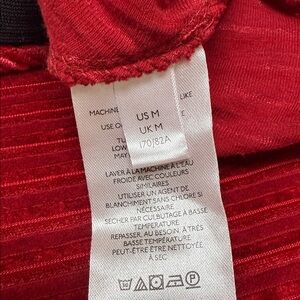 MACHINE
LIKE
USE
US M
UK M
170/82A
LOW
MAY
LAVER À LA MACHINE À L'EAU
FROIDE AVEC COULEURS
SIMILAIRES
UTILISER UN AGENT DE
BLANCHIMENT SANS CHLORE SI
NÉCESSAIRE
SÉCHER PAR CULBUTAGE À BASSE
TEMPÉRATURE
REPASSER, AU BESOIN, À TRÈS
BASSE TEMPÉRATURE
PEUT-ÊTRE ÊTRE NETTOYÉE
À SEC